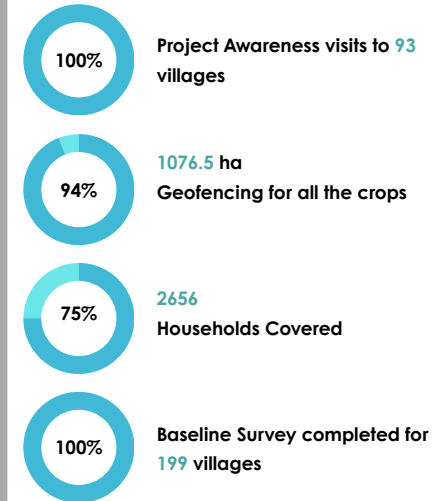 100%
Project Awareness visits to 93
villages
94%
1076.5 ha
Geofencing for all the crops
75%
2656
Households Covered
100%
Baseline Survey completed for
199 villages